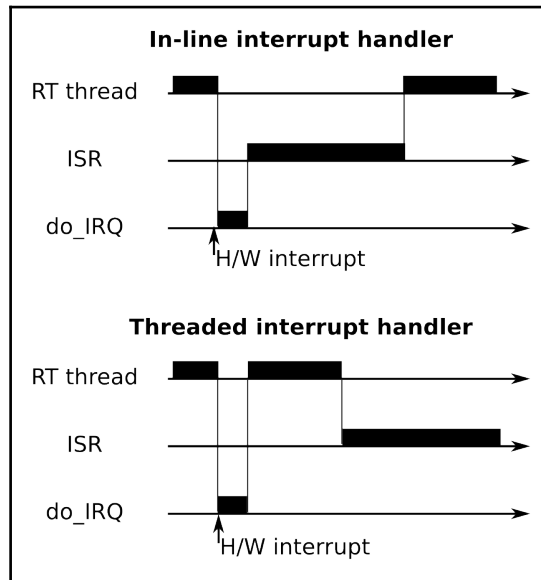 In-line interrupt handler
RT thread
ISR
do_IRQ
H/W interrupt
Threaded interrupt handler
RT thread
ISR
do_IRQ
H/W interrupt